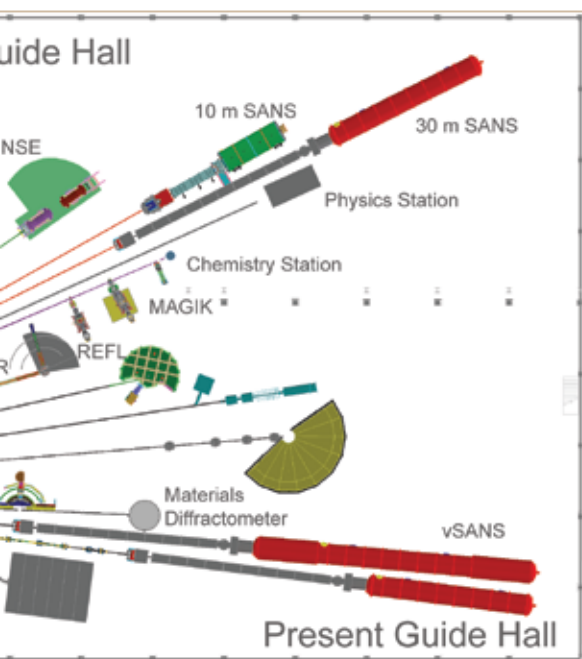 uide Hall
10 m SANS
30 m SANS
NSE
Physics Station
Chemistry Station
MAGIK
REFL
R
Materials
Diffractometer
vSANS
Present Guide Hall